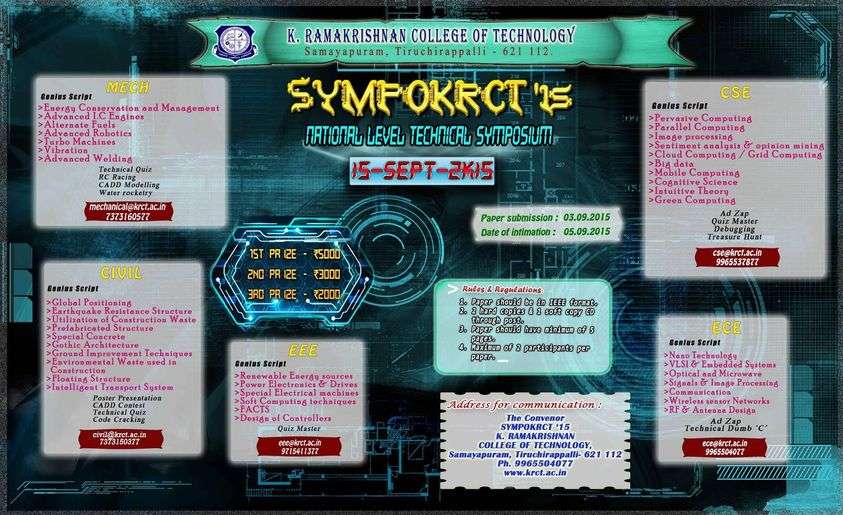 K. RAMAKRISHNAN COLLEGE OF TECHNOLOGY
Samayapuram, Tiruchirappalli - 621 112.
SYMPOKRCT '15
NATIONAL LEVEL TECHNICAL SYMPOSIUM
15-SEPT-2K15
MECH
Genius Script
>Energy Conservation and Management
>Advanced I.C Engines
>Alternate Fuels
>Advanced Robotics
>Turbo Machines
>Vibration
>Advanced Welding
Technical Quiz
RC Racing
CADD Modelling
Water rocketry
mechanical@krct.ac.in
7373160577
CSE
Genius Script
>Pervasive Computing
>Parallel Computing
>Image processing
>Sentiment analysis & opinion mining
>Cloud Computing / Grid Computing
>Big data
>Mobile Computing
>Cognitive Science
>Intuitive Theory
>Green Computing
Ad Zap
Quiz Master
Debugging
Treasure Hunt
cse@krct.ac.in
9965537877
Paper submission : 03.09.2015
Date of intimation : 05.09.2015
1ST PRIZE - ₹5000
2ND PRIZE - ₹3000
3RD PRIZE - ₹2000
CIVIL
Genius Script
>Global Positioning
>Earthquake Resistance Structure
>Utilization of Construction Waste
>Prefabricated Structure
>Special Concrete
>Gothic Architecture
>Ground Improvement Techniques
>Environmental Waste used in
Construction
>Floating Structure
>Intelligent Transport System
Poster Presentation
CADD Contest
Technical Quiz
Code Cracking
civil@krct.ac.in
7373150377
EEE
Genius Script
>Renewable Energy sources
>Power Electronics & Drives
>Special Electrical machines
>Soft Computing techniques
>FACTS
>Design of Controllers
Quiz Master
eee@krct.ac.in
9715411377
> Rules & Regulations
1. Paper should be in IEEE format.
2. 2 hard copies & 1 soft copy CD
through post.
3. Paper should have minimum of 5
pages.
4. Maximum of 2 participants per
paper.
Address for communication :
The Convenor
SYMPOKRCT '15
K. RAMAKRISHNAN
COLLEGE OF TECHNOLOGY,
Samayapuram, Tiruchirappalli- 621 112
Ph. 9965504077
www.krct.ac.in
ECE
Genius Script
>Nano Technology
>VLSI & Embedded Systems
>Optical and Microwave
>Signals & Image Processing
>Communication
>Wireless sensor Networks
>RF & Antenna Design
Ad Zap
Technical Dumb 'C'
ece@krct.ac.in
9965504077